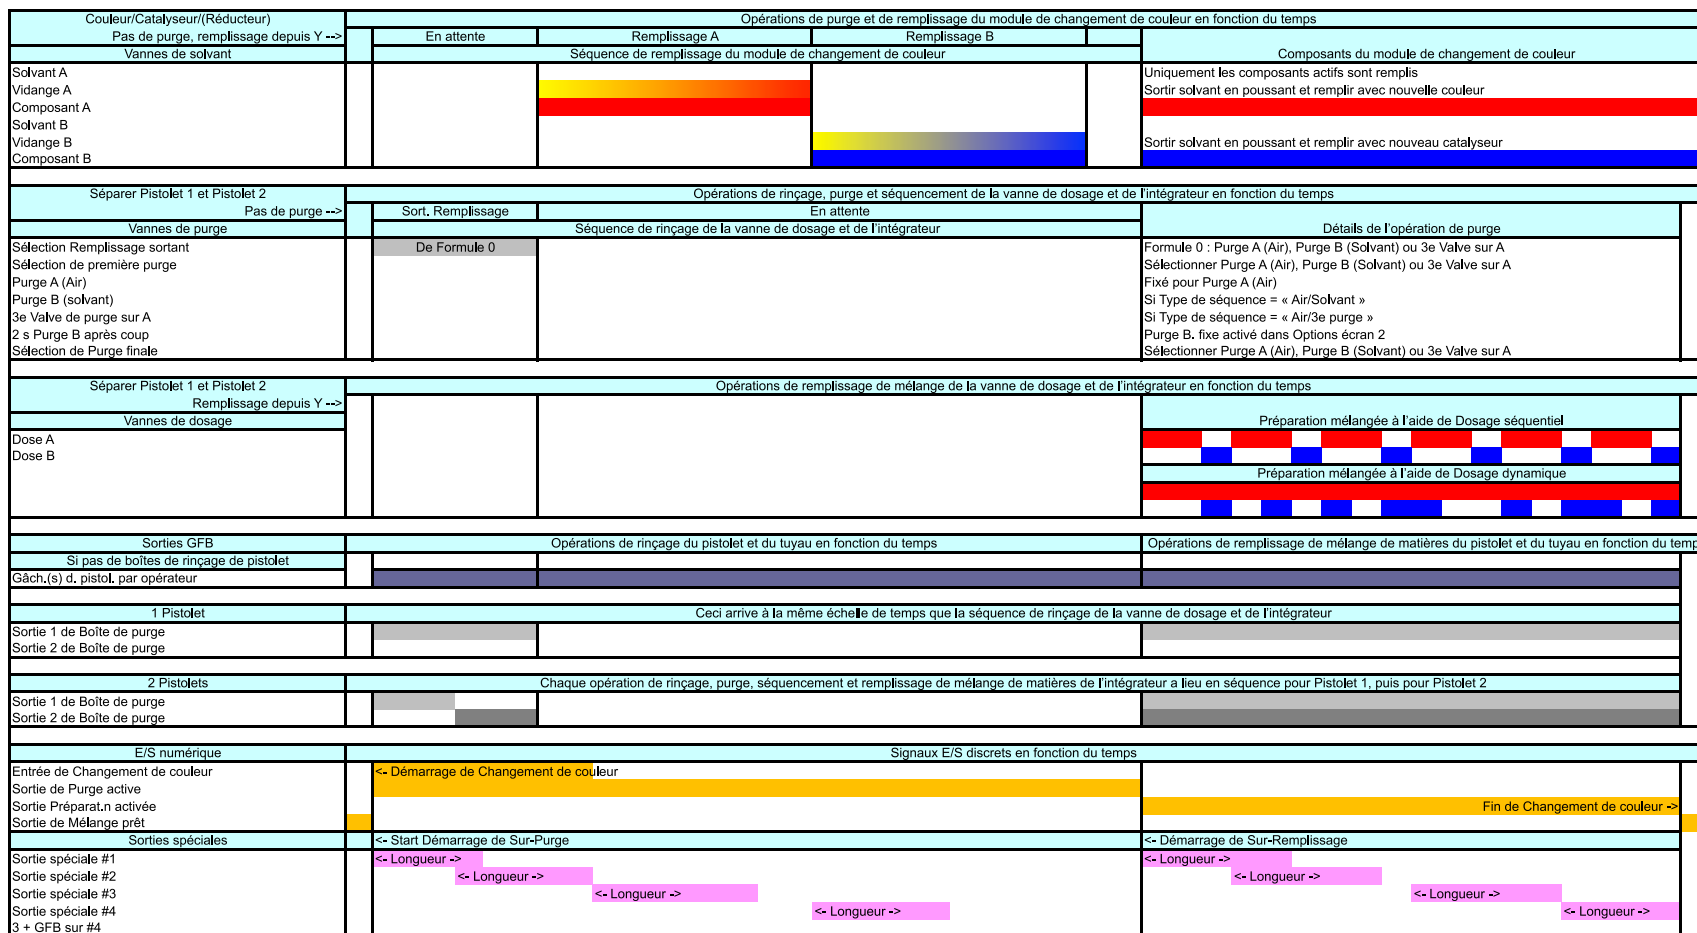 Couleur/Catalyseur/(Réducteur)
Opérations de purge et de remplissage du module de changement de couleur en fonction du temps
Pas de purge, remplissage depuis Y -->
En attente
Remplissage A
Remplissage B
Vannes de solvant
Séquence de remplissage du module de changement de couleur
Composants du module de changement de couleur
Solvant A
Uniquement les composants actifs sont remplis
Vidange A
Sortir solvant en poussant et remplir avec nouvelle couleur
Composant A
Solvant B
Vidange B
Sortir solvant en poussant et remplir avec nouveau catalyseur
Composant B
Séparer Pistolet 1 et Pistolet 2
Opérations de rinçage, purge et séquencement de la vanne de dosage et de l'intégrateur en fonction du temps
Pas de purge -->
Sort. Remplissage
En attente
Vannes de purge
Séquence de rinçage de la vanne de dosage et de l'intégrateur
Détails de l'opération de purge
Sélection Remplissage sortant
De Formule 0
Formule 0 : Purge A (Air), Purge B (Solvant) ou 3e Valve sur A
Sélection de première purge
Sélectionner Purge A (Air), Purge B (Solvant) ou 3e Valve sur A
Purge A (Air)
Fixé pour Purge A (Air)
Purge B (solvant)
Si Type de séquence = « Air/Solvant »
3e Valve de purge sur A
Si Type de séquence = « Air/3e purge »
2 s Purge B après coup
Purge B. fixe activé dans Options écran 2
Sélection de Purge finale
Sélectionner Purge A (Air), Purge B (Solvant) ou 3e Valve sur A
Séparer Pistolet 1 et Pistolet 2
Opérations de remplissage de mélange de la vanne de dosage et de l'intégrateur en fonction du temps
Remplissage depuis Y -->
Vannes de dosage
Préparation mélangée à l'aide de Dosage séquentiel
Dose A
Dose B
Préparation mélangée à l'aide de Dosage dynamique
Sorties GFB
Opérations de rinçage du pistolet et du tuyau en fonction du temps
Opérations de remplissage de mélange de matières du pistolet et du tuyau en fonction du temp
Si pas de boîtes de rinçage de pistolet
Gâch.(s) d. pistol. par opérateur
1 Pistolet
Ceci arrive à la même échelle de temps que la séquence de rinçage de la vanne de dosage et de l'intégrateur
Sortie 1 de Boîte de purge
Sortie 2 de Boîte de purge
2 Pistolets
Chaque opération de rinçage, purge, séquencement et remplissage de mélange de matières de l'intégrateur a lieu en séquence pour Pistolet 1, puis pour Pistolet 2
Sortie 1 de Boîte de purge
Sortie 2 de Boîte de purge
E/S numérique
Signaux E/S discrets en fonction du temps
Entrée de Changement de couleur
<- Démarrage de Changement de couleur
Sortie de Purge active
Sortie Préparat.n activée
Fin de Changement de couleur ->
Sortie de Mélange prêt
Sorties spéciales
<- Start Démarrage de Sur-Purge
<- Démarrage de Sur-Remplissage
Sortie spéciale #1
<- Longueur ->
<- Longueur ->
Sortie spéciale #2
<- Longueur ->
<- Longueur ->
Sortie spéciale #3
<- Longueur ->
<- Longueur ->
Sortie spéciale #4
<- Longueur ->
<- Longueur ->
3 + GFB sur #4